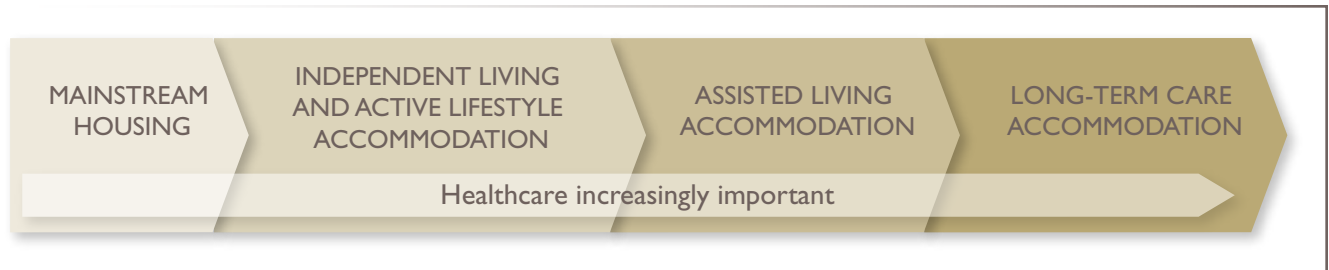 MAINSTREAM
HOUSING
INDEPENDENT LIVING
AND ACTIVE LIFESTYLE
ACCOMMODATION
ASSISTED LIVING
ACCOMMODATION
LONG-TERM CARE
ACCOMMODATION
Healthcare increasingly important